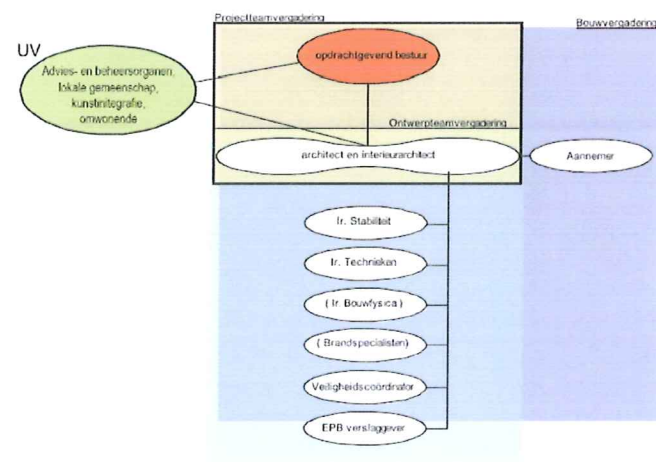 Projectteamvergadering
Bouwvergadering
UV
opdrachtgevend bestuur
Advies- en beheersorganen,
lokale gemeenschap,
kunstinitegrafie,
omwonende
Ontwerpteamvergadering
architect en interieurarchitect
Aannemer
Ir. Stabiliteit
Ir. Technieken
( Ir. Bouwfysica )
( Brandspecialisten)
Veiligheidscoördinator
EPB verslaggever